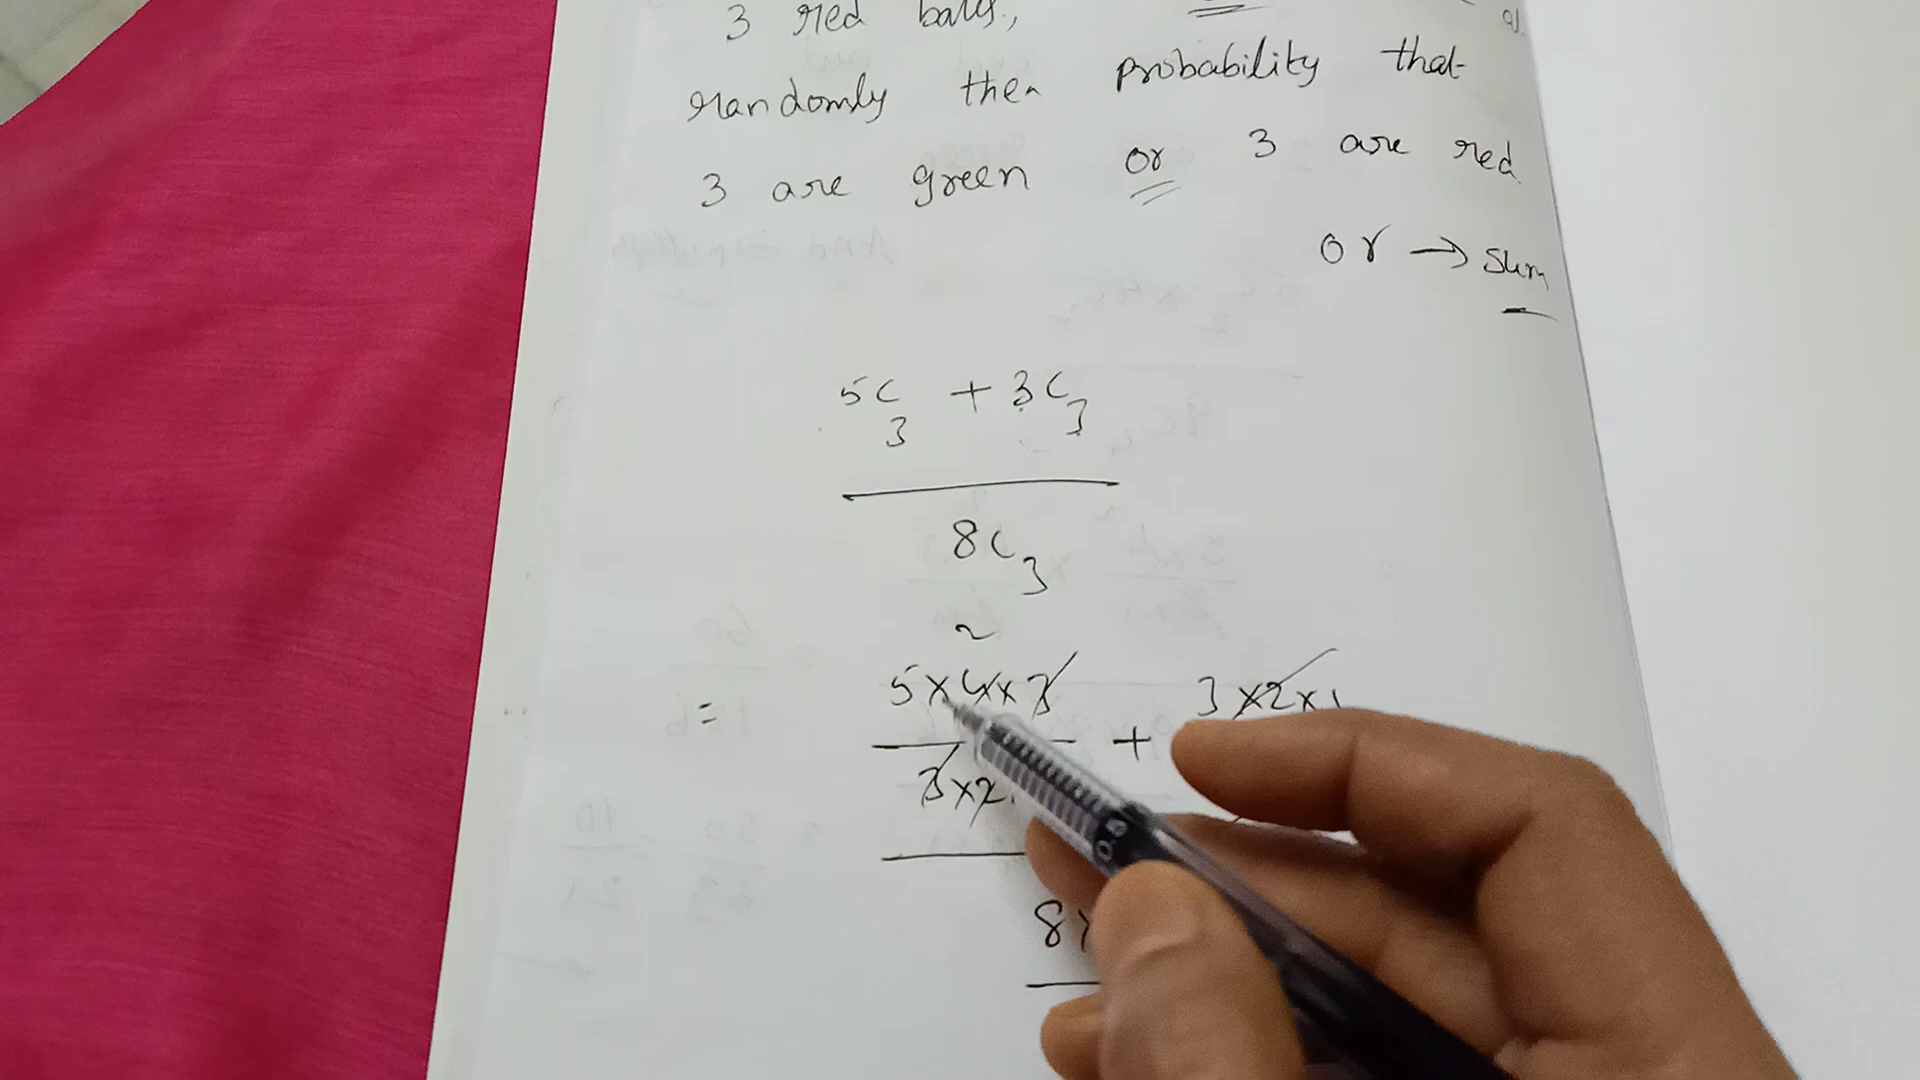 3 red balls,
randomly then probability that
3 are green or 3 are red
or → sum
5C3 + 3C3
8C3
2
= 5×4×3 + 3×2×1
3×2
8×